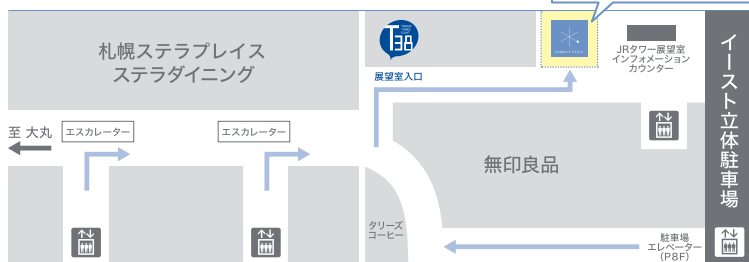 札幌ステラプレイス
ステラダイニング
T38
展望室入口
JRタワー展望室
インフォメーション
カウンター
イースト立体駐車場
至 大丸
エスカレーター
エスカレーター
無印良品
タリーズ
コーヒー
駐車場
エレベーター
(P8F)